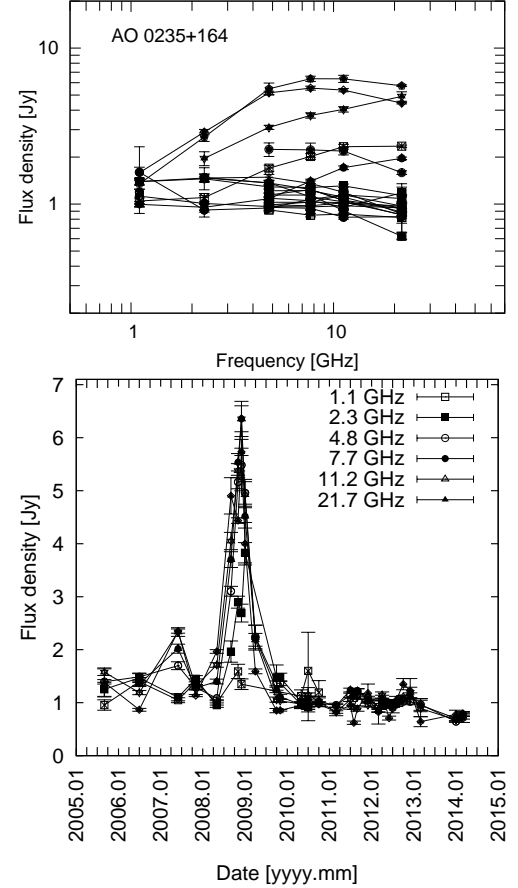 AO 0235+164
10
1
Flux density [Jy]
1
10
Frequency [GHz]
7
6
5
4
3
2
1
0
Flux density [Jy]
1.1 GHz
2.3 GHz
4.8 GHz
7.7 GHz
11.2 GHz
21.7 GHz
2005.01
2006.01
2007.01
2008.01
2009.01
2010.01
2011.01
2012.01
2013.01
2014.01
2015.01
Date [yyyy.mm]